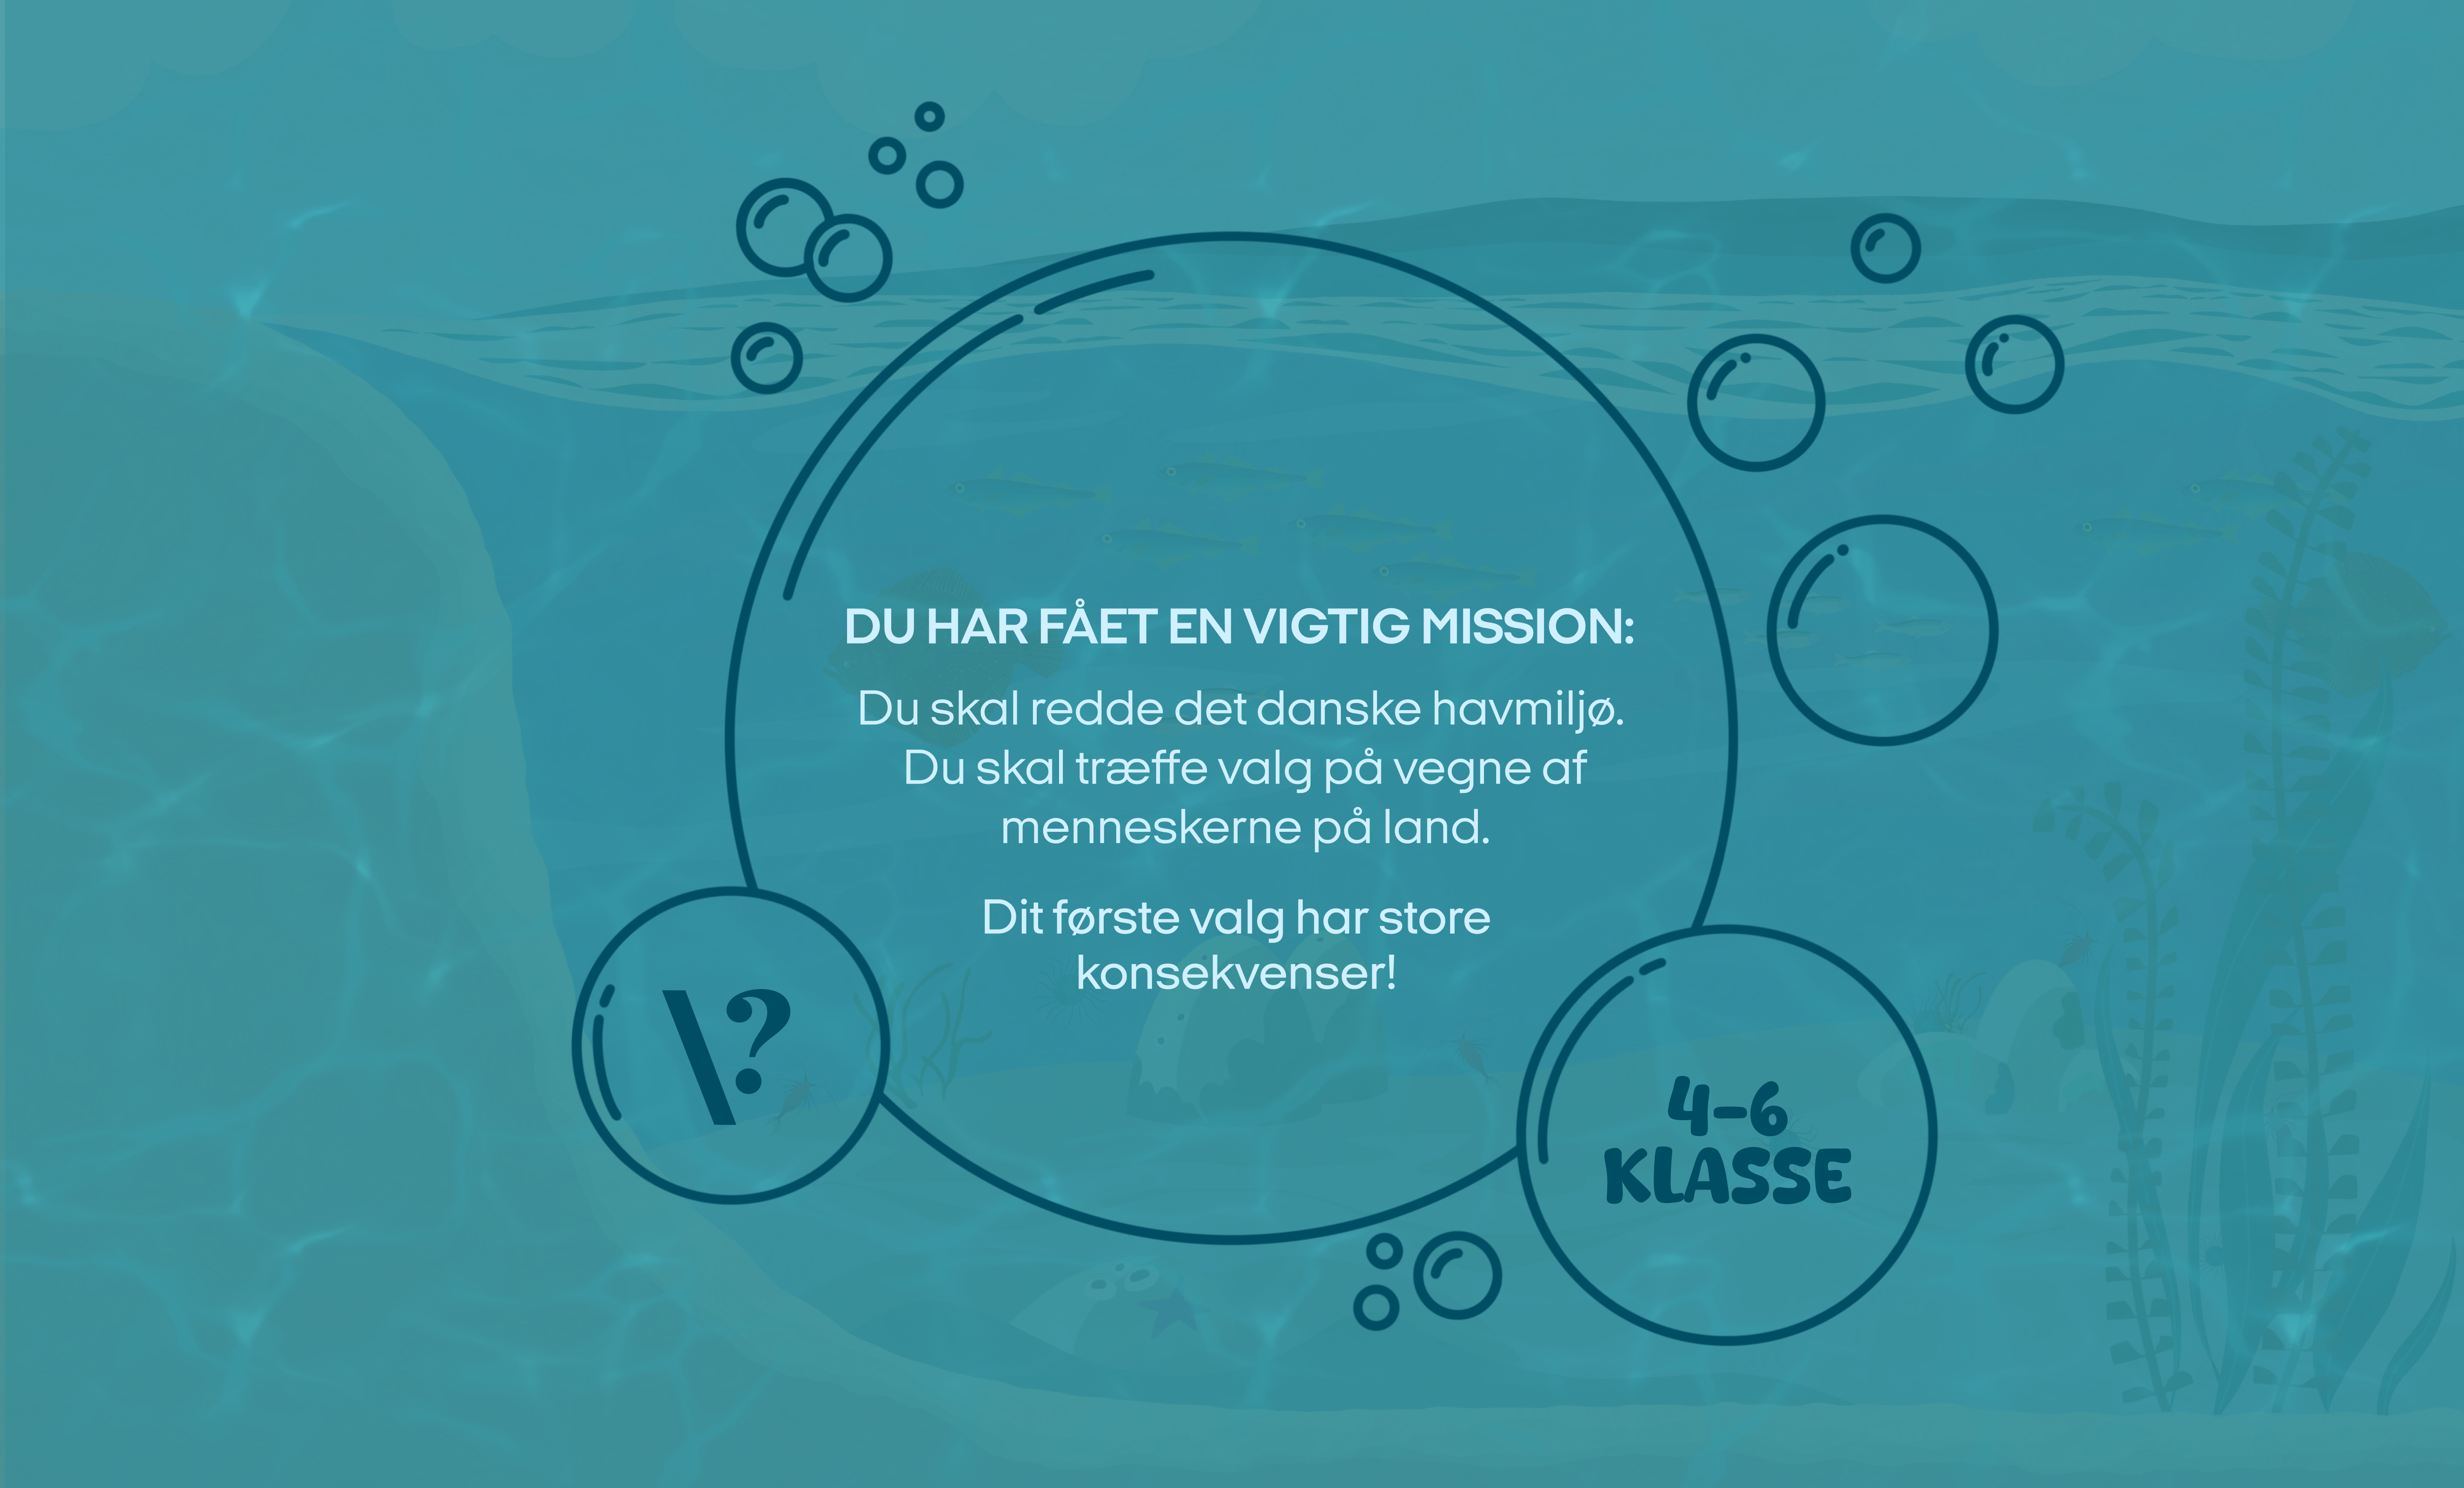 DU HAR FÅET EN VIGTIG MISSION:
Du skal redde det danske havmiljø.
Du skal træffe valg på vegne af
menneskerne på land.
Dit første valg har store
konsekvenser!
\?
4-6
KLASSE